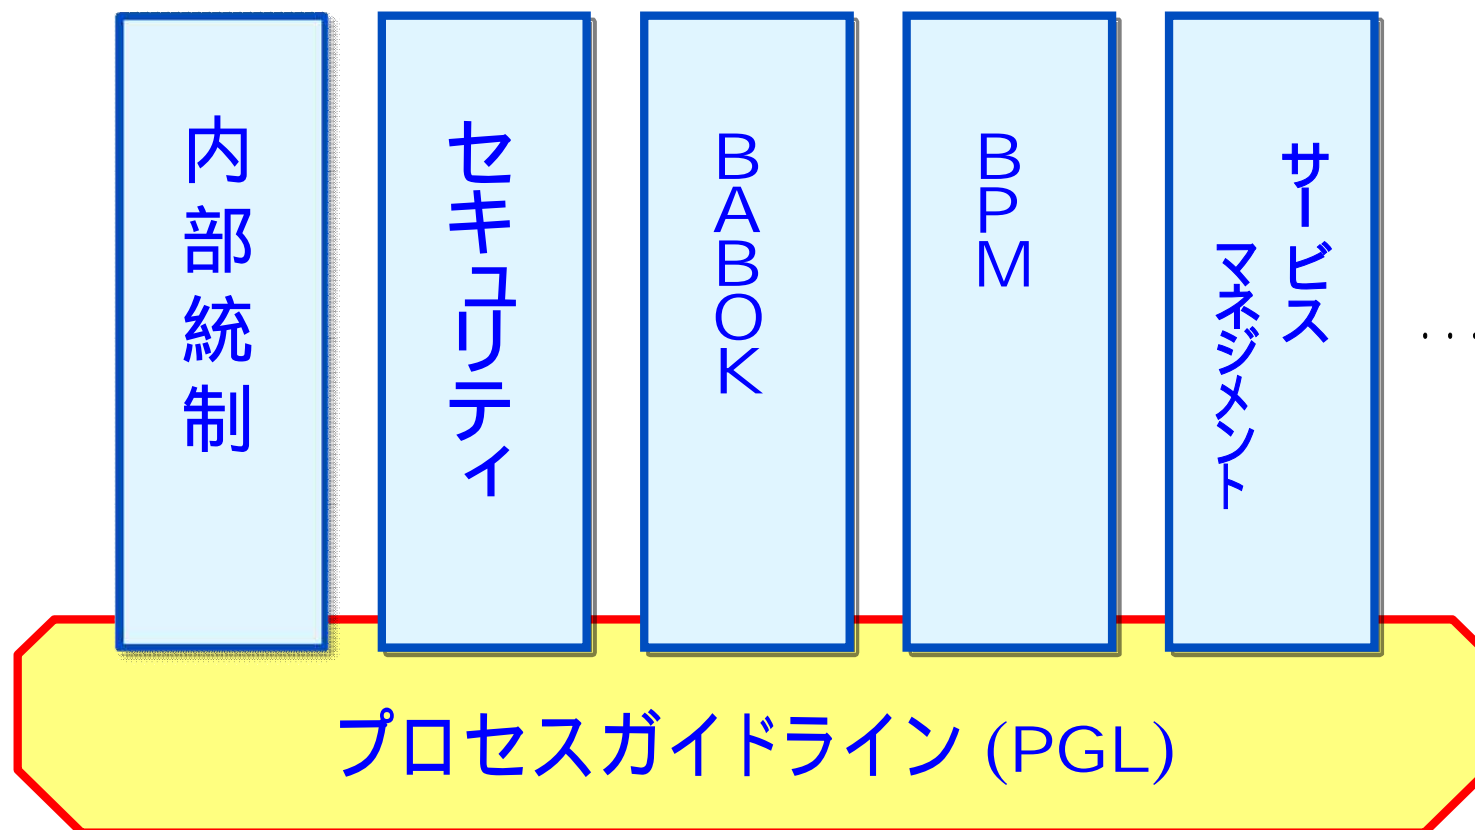 内部統制
セキュリティ
BABOK
BPM
サービス
マネジメント
...
プロセスガイドライン (PGL)